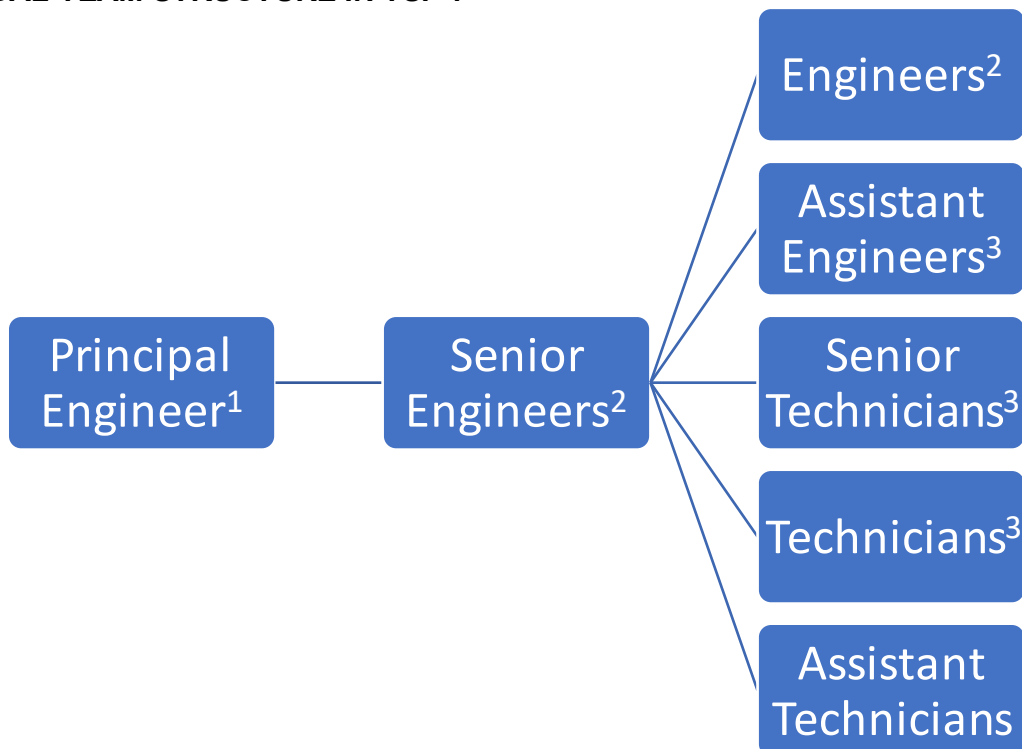 Principal
Engineer¹
Senior
Engineers²
Engineers²
Assistant
Engineers³
Senior
Technicians³
Technicians³
Assistant
Technicians